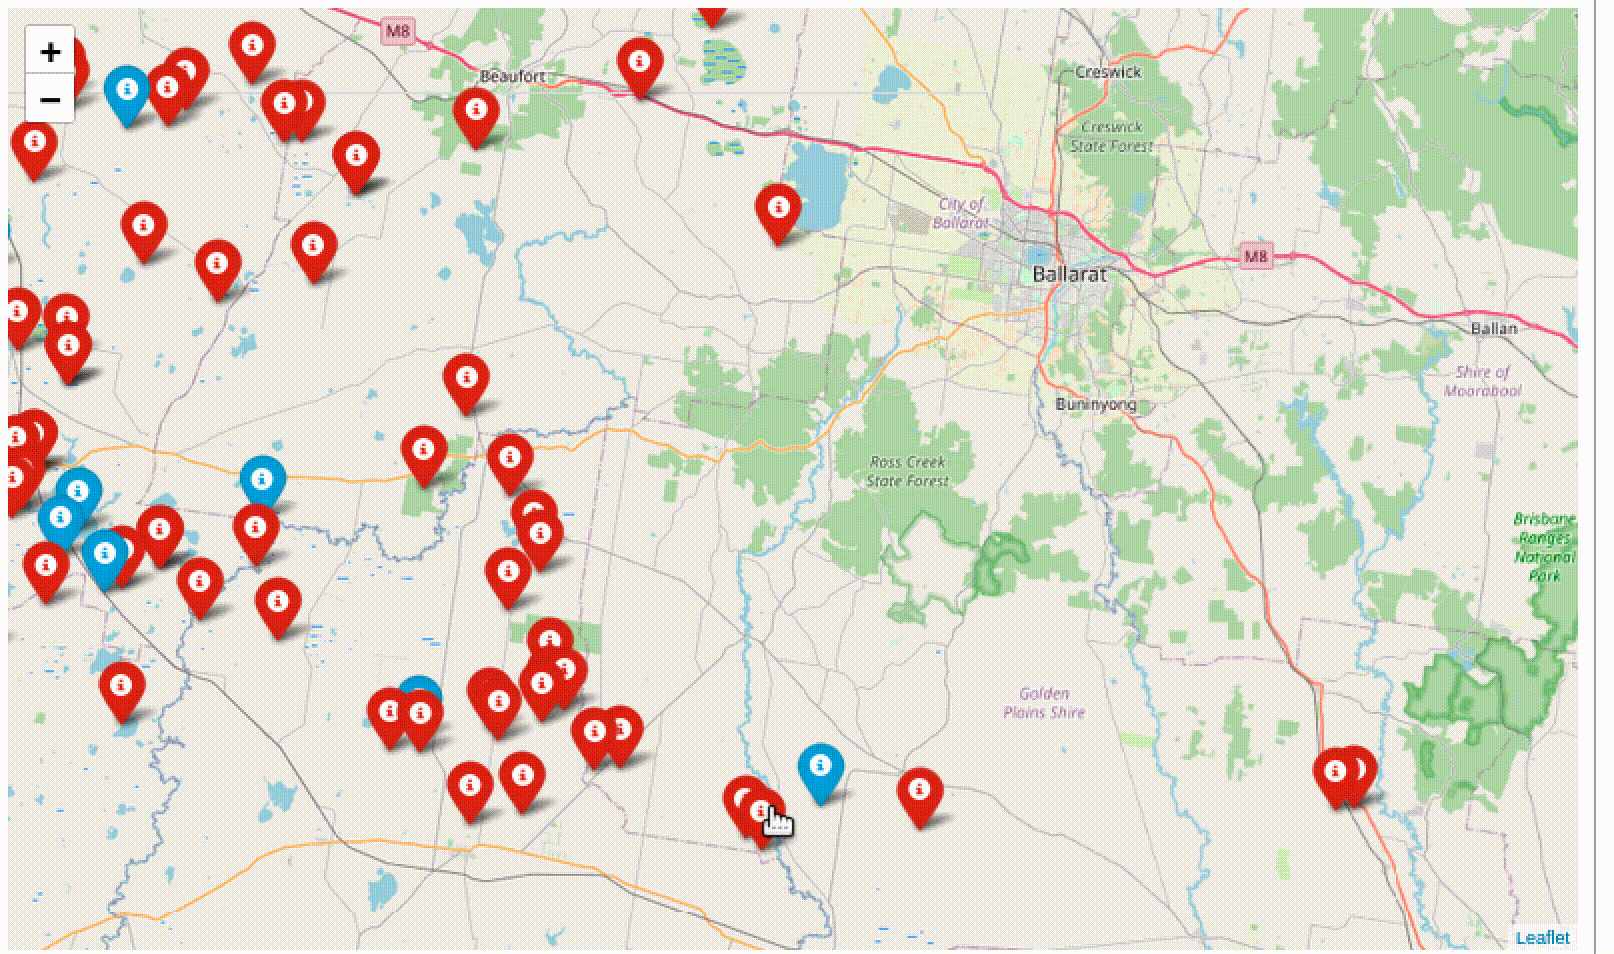 +
−
M8
Beaufort
Creswick
Creswick
State Forest
City of
Ballarat
Ballarat
M8
Ballan
Shire of
Moorabool
Buninyong
Ross Creek
State Forest
Brisbane
Ranges
National
Park
Golden
Plains Shire
Leaflet